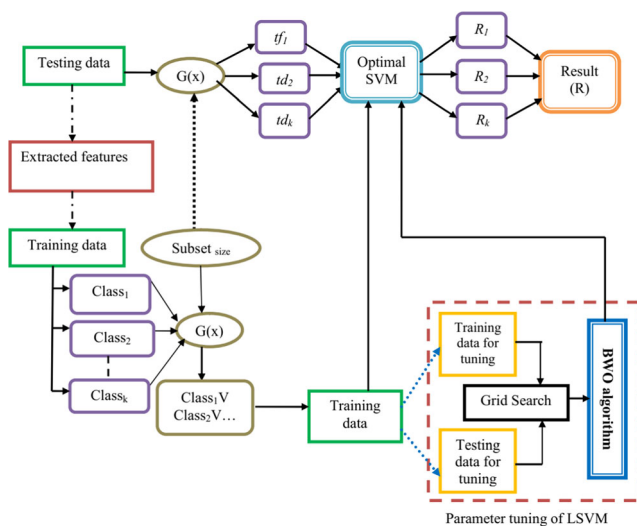 Testing data
G(x)
tf1
td2
tdk
Optimal
SVM
R1
R2
Rk
Result
(R)
Extracted features
Training data
Subset size
Class1
Class2
Classk
G(x)
Class1V
Class2V...
Training
data
Training
data for
tuning
Testing
data for
tuning
Grid Search
BWO algorithm
Parameter tuning of LSVM